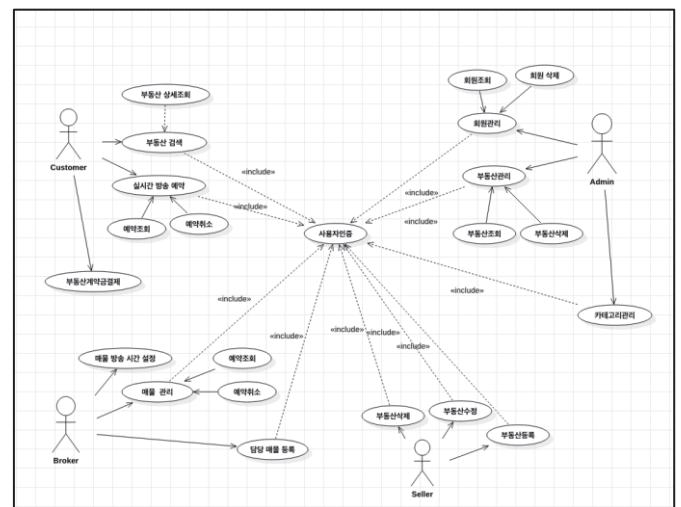 부동산 상세조회
회원조회
회원 삭제
부동산 검색
회원관리
Customer
Admin
«include»
부동산관리
실시간 방송 예약
«include»
«include»
예약조회
예약취소
«include»
사용자인증
부동산조회
부동산삭제
부동산계약금결제
«include»
«include»
카테고리관리
«include»
«include»
«include»
«include»
매물 방송 시간 설정
예약조회
매물 관리
예약취소
부동산삭제
부동산수정
부동산등록
담당 매물 등록
Broker
Seller